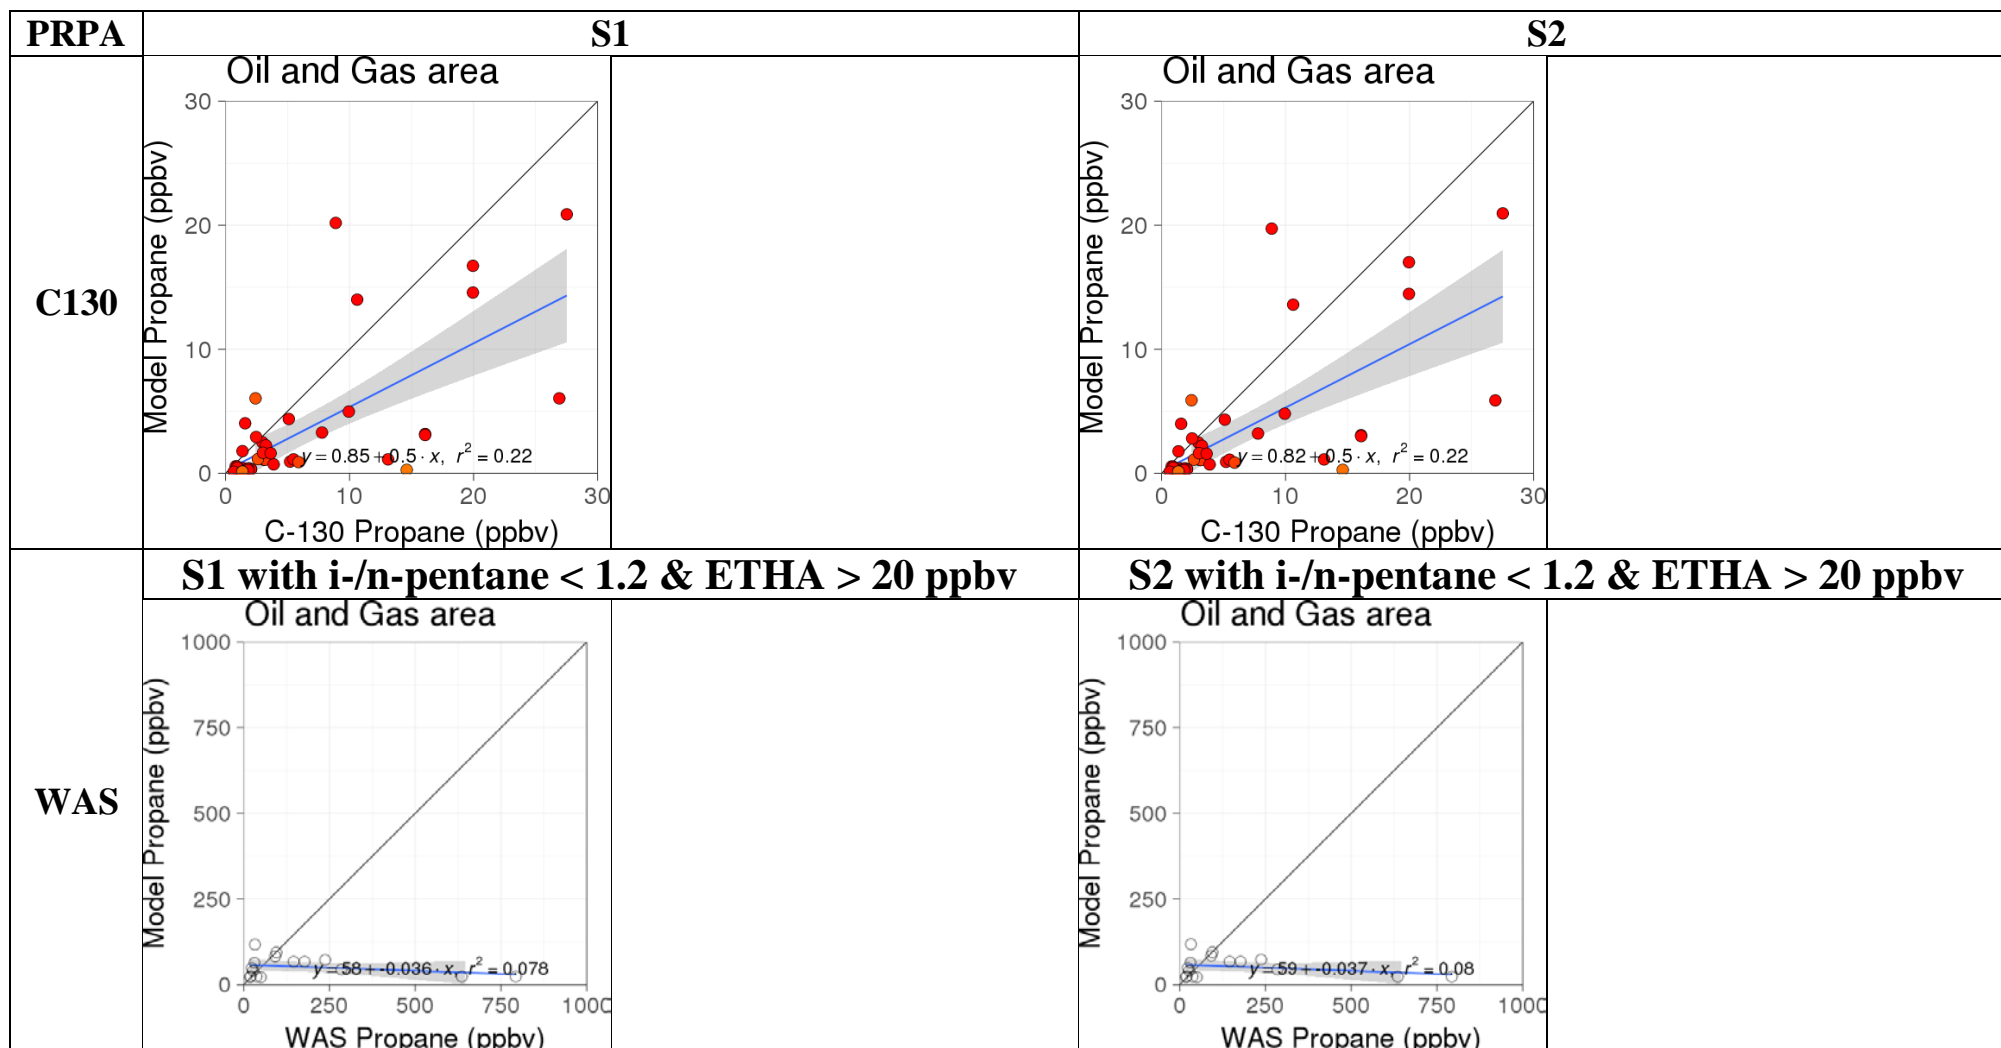 PRPA S1 S2
C130
Oil and Gas area
Model Propane (ppbv)
30
20
10
0
y = 0.85 + 0.5 · x, r² = 0.22
0 10 20 30
C-130 Propane (ppbv)
Oil and Gas area
Model Propane (ppbv)
30
20
10
0
y = 0.82 + 0.5 · x, r² = 0.22
0 10 20 30
C-130 Propane (ppbv)
S1 with i-/n-pentane < 1.2 & ETHA > 20 ppbv S2 with i-/n-pentane < 1.2 & ETHA > 20 ppbv
WAS
Oil and Gas area
Model Propane (ppbv)
1000
750
500
250
0
y = 58 + -0.036 · x, r² = 0.078
0 250 500 750 1000
WAS Propane (ppbv)
Oil and Gas area
Model Propane (ppbv)
1000
750
500
250
0
y = 59 + -0.037 · x, r² = 0.08
0 250 500 750 1000
WAS Propane (ppbv)